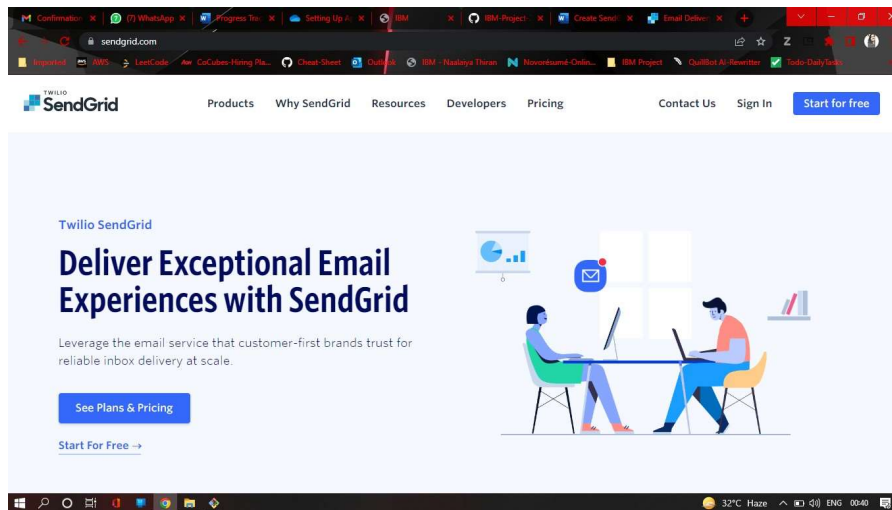 Confirmation
(7) WhatsApp
Progress Trac
Setting Up A
IBM
IBM-Project-
Create Send
Email Deliver
sendgrid.com
Imported
AWS
LeetCode
CoCubes-Hiring Pla...
Cheat-Sheet
Outlook
IBM - Naalaiya Thiran
Novorésumé-Onlin...
IBM Project
QuillBot AI-Rewritter
Todo-DailyTasks
TWILIO
SendGrid
Products
Why SendGrid
Resources
Developers
Pricing
Contact Us
Sign In
Start for free
Twilio SendGrid
Deliver Exceptional Email
Experiences with SendGrid
Leverage the email service that customer-first brands trust for
reliable inbox delivery at scale.
See Plans & Pricing
Start For Free →
32°C Haze
ENG
00:40